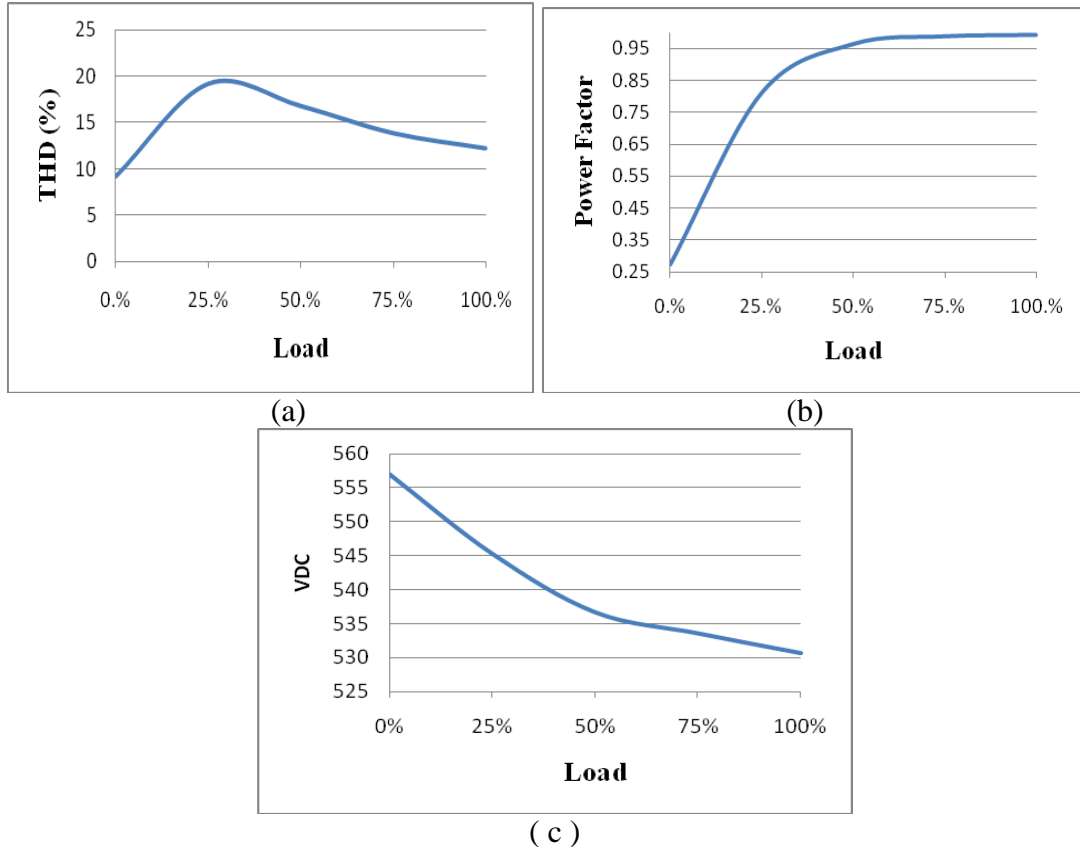 25
20
15
10
5
0
THD (%)
0.% 25.% 50.% 75.% 100.%
Load
(a)
0.95
0.85
0.75
0.65
0.55
0.45
0.35
0.25
Power Factor
0.% 25.% 50.% 75.% 100.%
Load
(b)
560
555
550
545
540
535
530
525
VDC
0% 25% 50% 75% 100%
Load
( c )